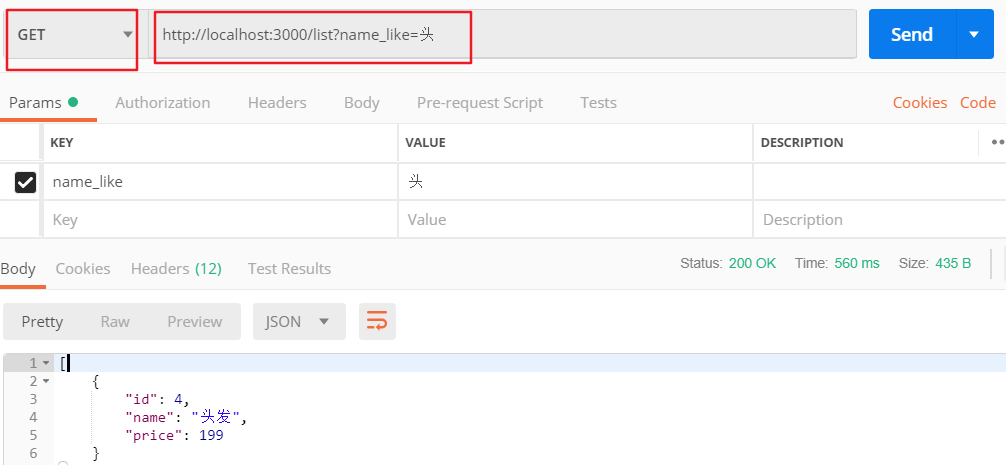 GET http://localhost:3000/list?name_like=头 Send
Params Authorization Headers Body Pre-request Script Tests Cookies Code
KEY VALUE DESCRIPTION
name_like 头
Key Value Description
Body Cookies Headers (12) Test Results Status: 200 OK Time: 560 ms Size: 435 B
Pretty Raw Preview JSON
1 [
2 {
3 "id": 4,
4 "name": "头发",
5 "price": 199
6 }